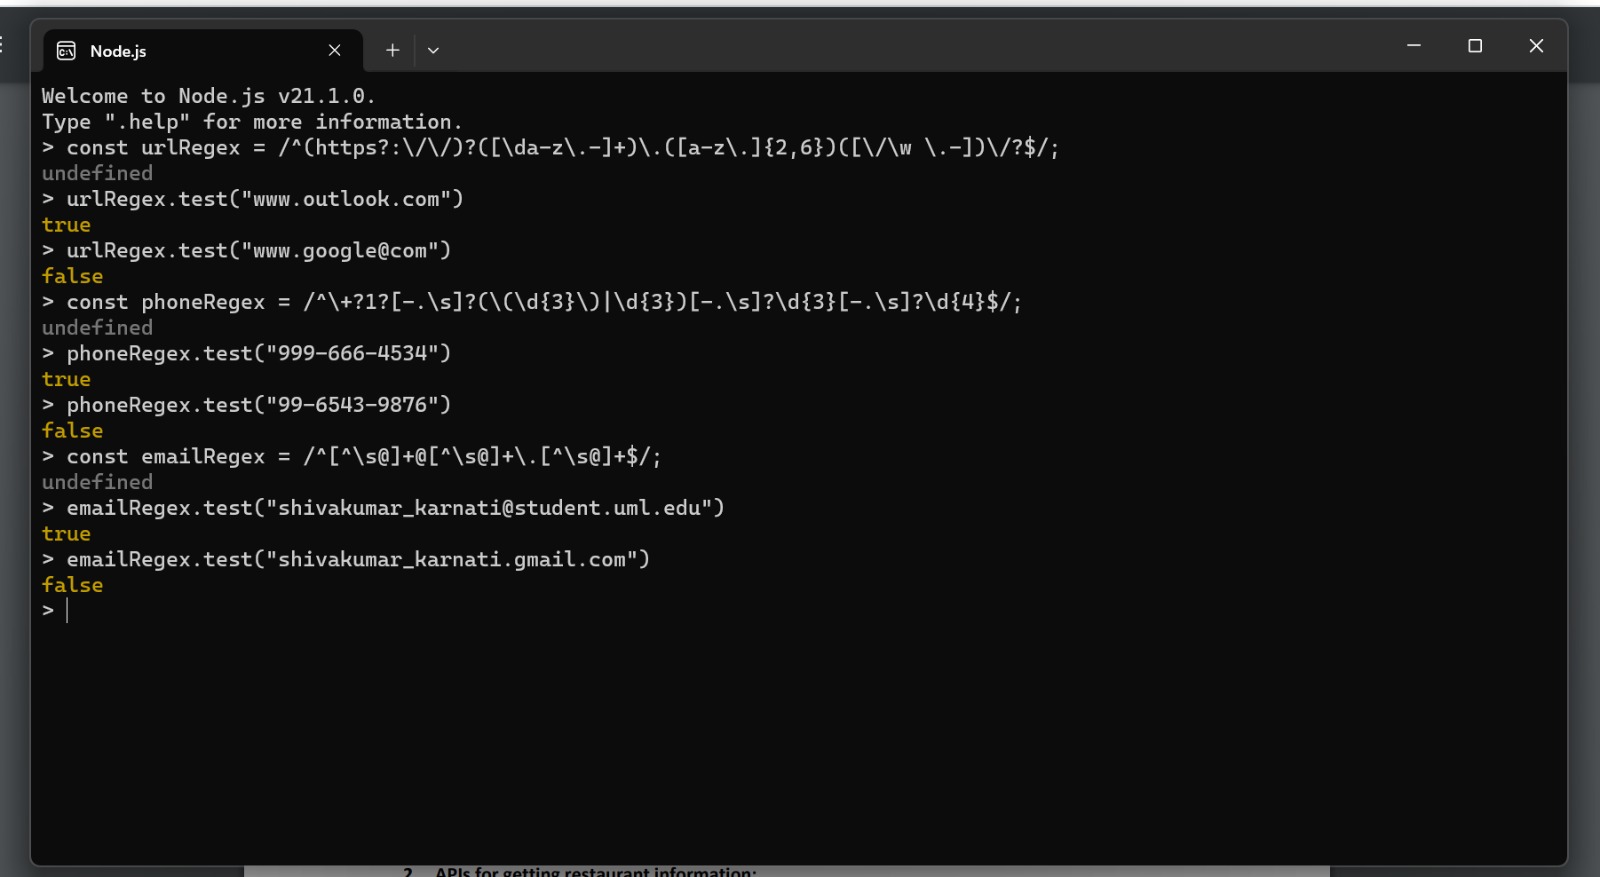 Node.js
Welcome to Node.js v21.1.0.
Type ".help" for more information.
> const urlRegex = /^(https?:\/\/)?([\da-z\.-]+)\.([a-z\.]{2,6})([\/\w \.-])\/?$/;
undefined
> urlRegex.test("www.outlook.com")
true
> urlRegex.test("www.google@com")
false
> const phoneRegex = /^\+?1?[-.\s]?(\(\d{3}\)|\d{3})[-.\s]?\d{3}[-.\s]?\d{4}$/;
undefined
> phoneRegex.test("999-666-4534")
true
> phoneRegex.test("99-6543-9876")
false
> const emailRegex = /^[^\s@]+@[^\s@]+\.[^\s@]+$/;
undefined
> emailRegex.test("shivakumar_karnati@student.uml.edu")
true
> emailRegex.test("shivakumar_karnati.gmail.com")
false
>
2. APIs for getting restaurant information: